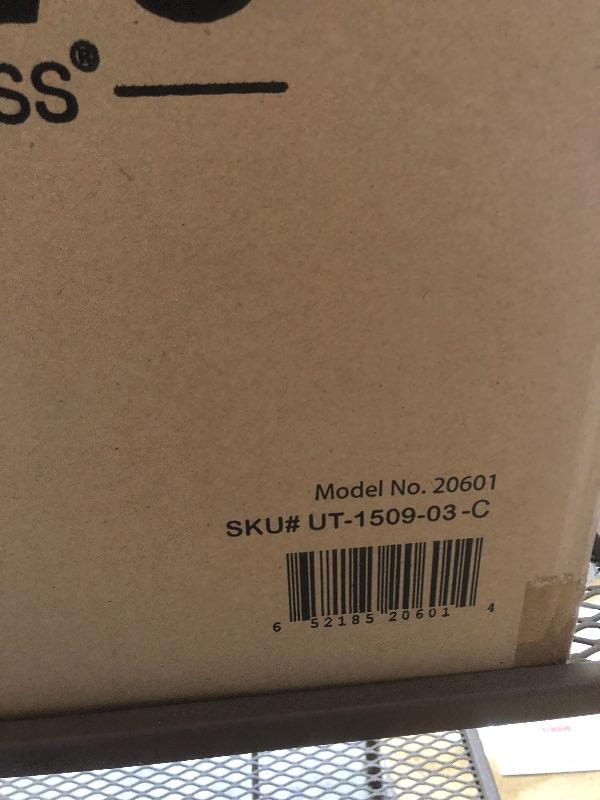 ss®
Model No. 20601
SKU# UT-1509-03-C
6 52185 20601 4